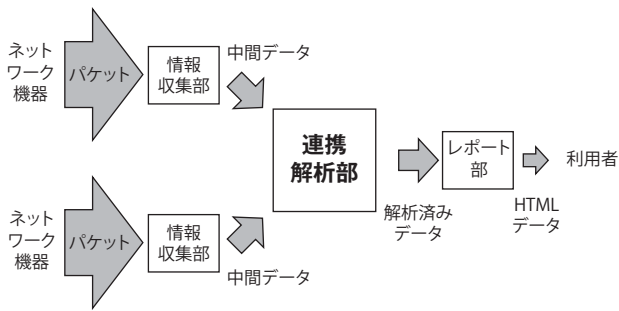 ネット
ワーク
機器
パケット
情報
収集部
中間データ
連携
解析部
解析済み
データ
レポート
部
HTML
データ
利用者
ネット
ワーク
機器
パケット
情報
収集部
中間データ